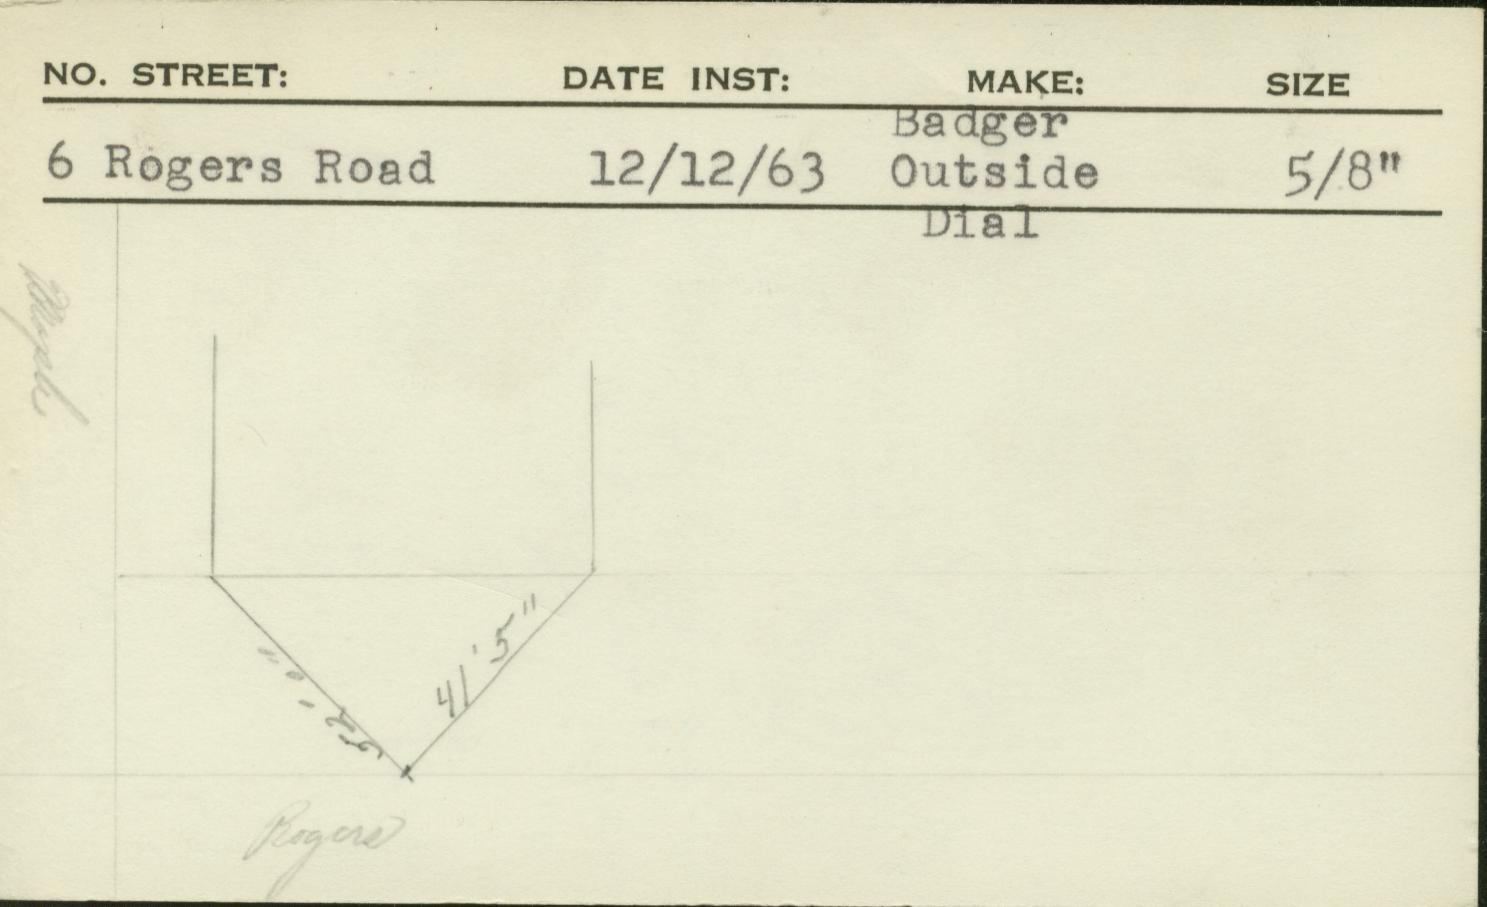 NO. STREET: DATE INST: MAKE: SIZE
Badger
6 Rogers Road 12/12/63 Outside 5/8"
Dial
41' 5"
Rogers